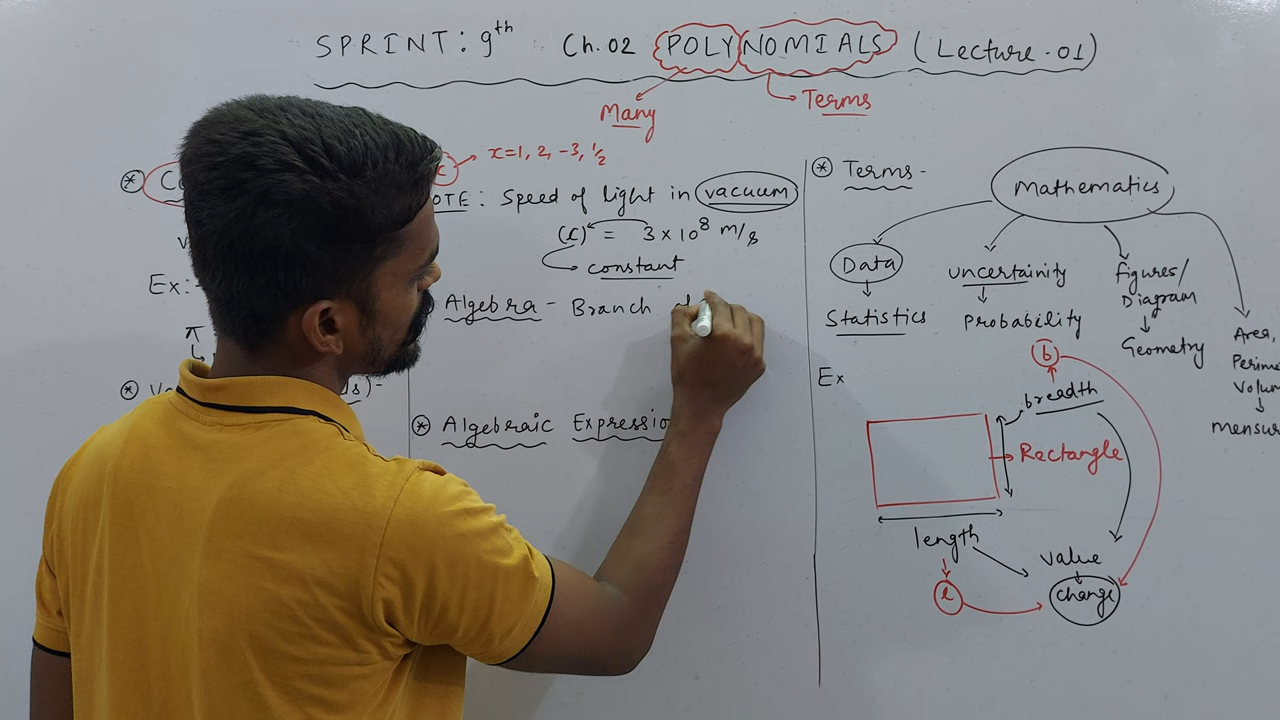 SPRINT: 9th Ch. 02 POLYNOMIALS (Lecture - 01)
Many
Terms
x=1, 2, -3, 1/2
OTE : Speed of light in vacuum
(c) = 3 x 10⁸ m/s
constant
Algebra - Branch of
Algebraic Expressio
Ex:-
π
Terms -
Mathematics
Data
Statistics
uncertainity
Probability
figures/
Diagram
Geometry
Area,
Perime
Volum
mensur
Ex
b
breadth
Rectangle
length
l
value
change